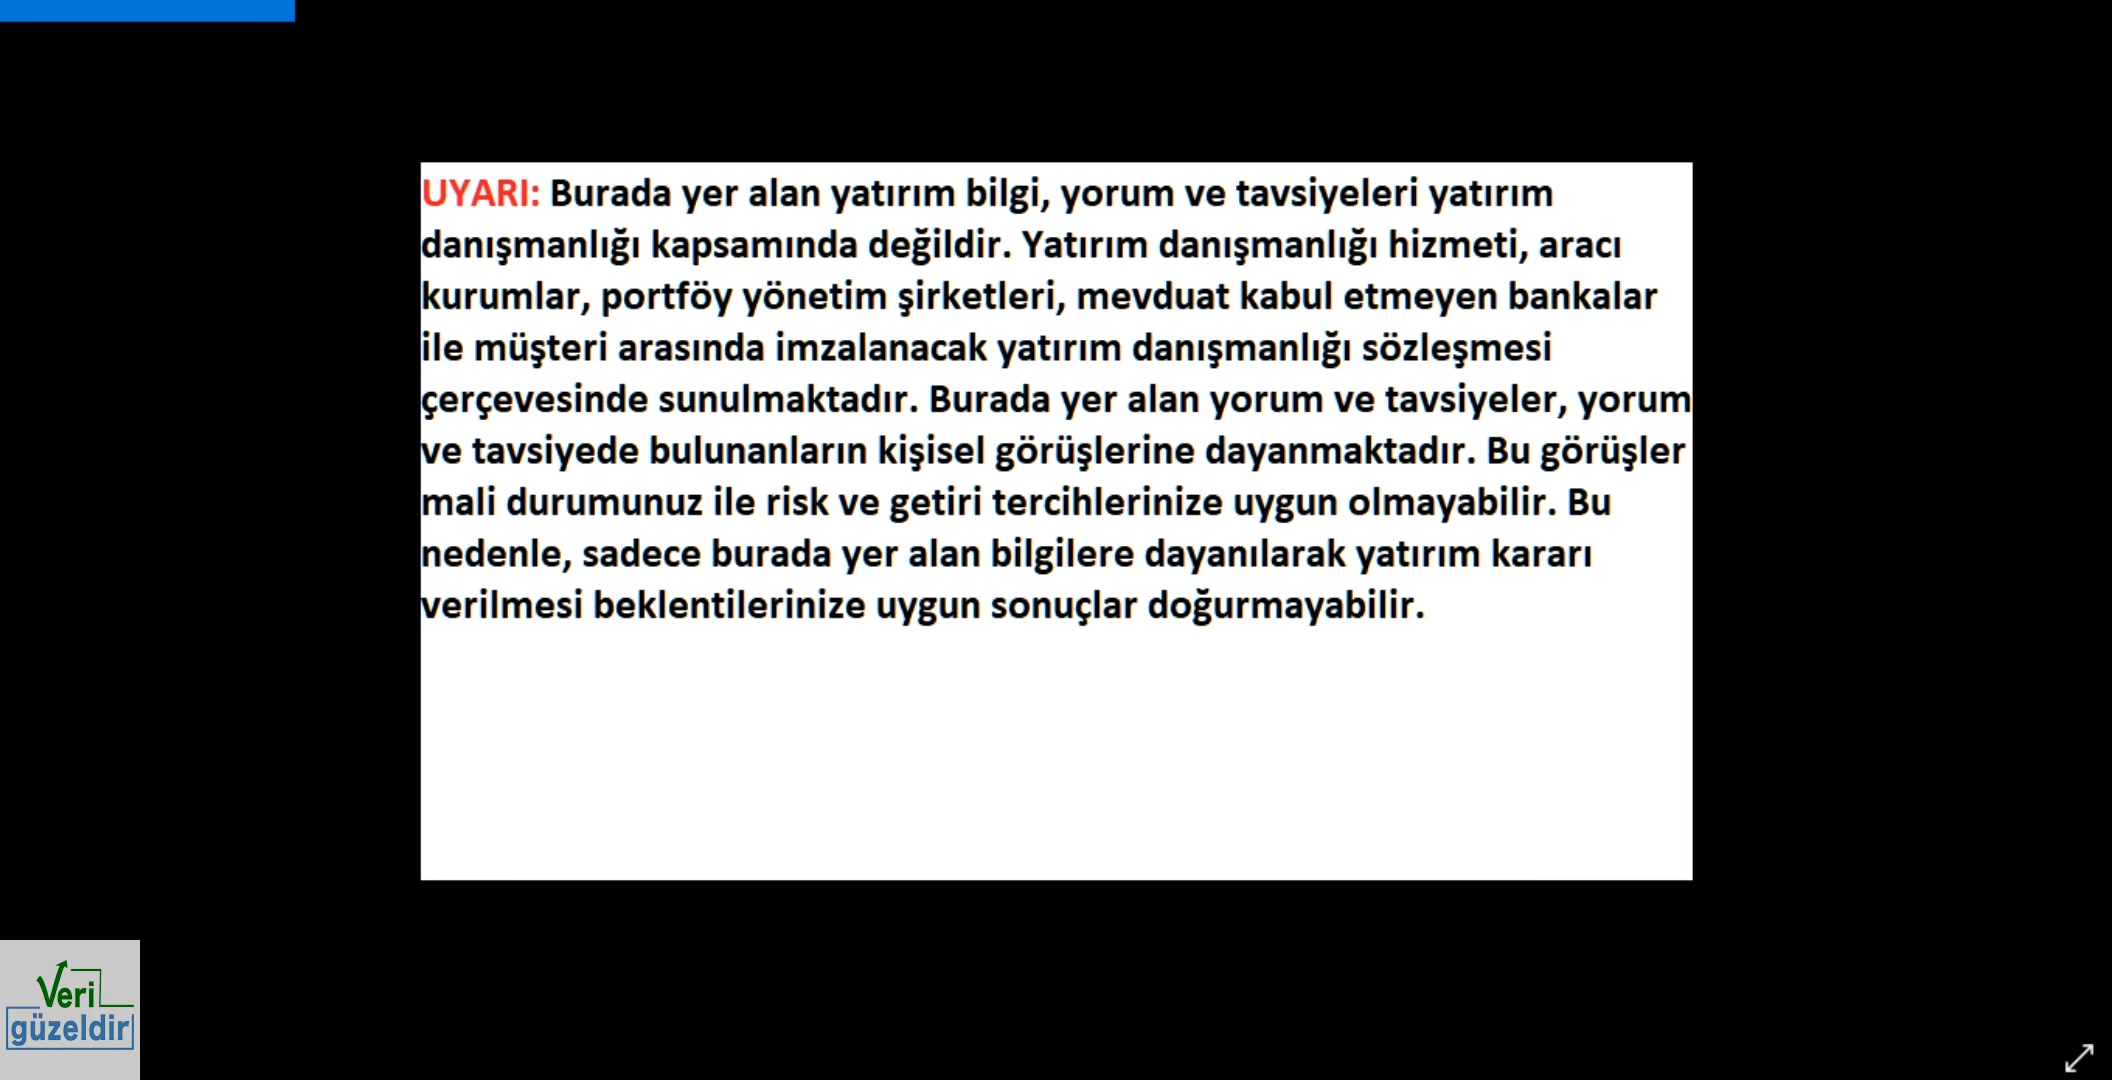 UYARI: Burada yer alan yatırım bilgi, yorum ve tavsiyeleri yatırım
danışmanlığı kapsamında değildir. Yatırım danışmanlığı hizmeti, aracı
kurumlar, portföy yönetim şirketleri, mevduat kabul etmeyen bankalar
ile müşteri arasında imzalanacak yatırım danışmanlığı sözleşmesi
çerçevesinde sunulmaktadır. Burada yer alan yorum ve tavsiyeler, yorum
ve tavsiyede bulunanların kişisel görüşlerine dayanmaktadır. Bu görüşler
mali durumunuz ile risk ve getiri tercihlerinize uygun olmayabilir. Bu
nedenle, sadece burada yer alan bilgilere dayanılarak yatırım kararı
verilmesi beklentilerinize uygun sonuçlar doğurmayabilir.
Veri
güzeldir